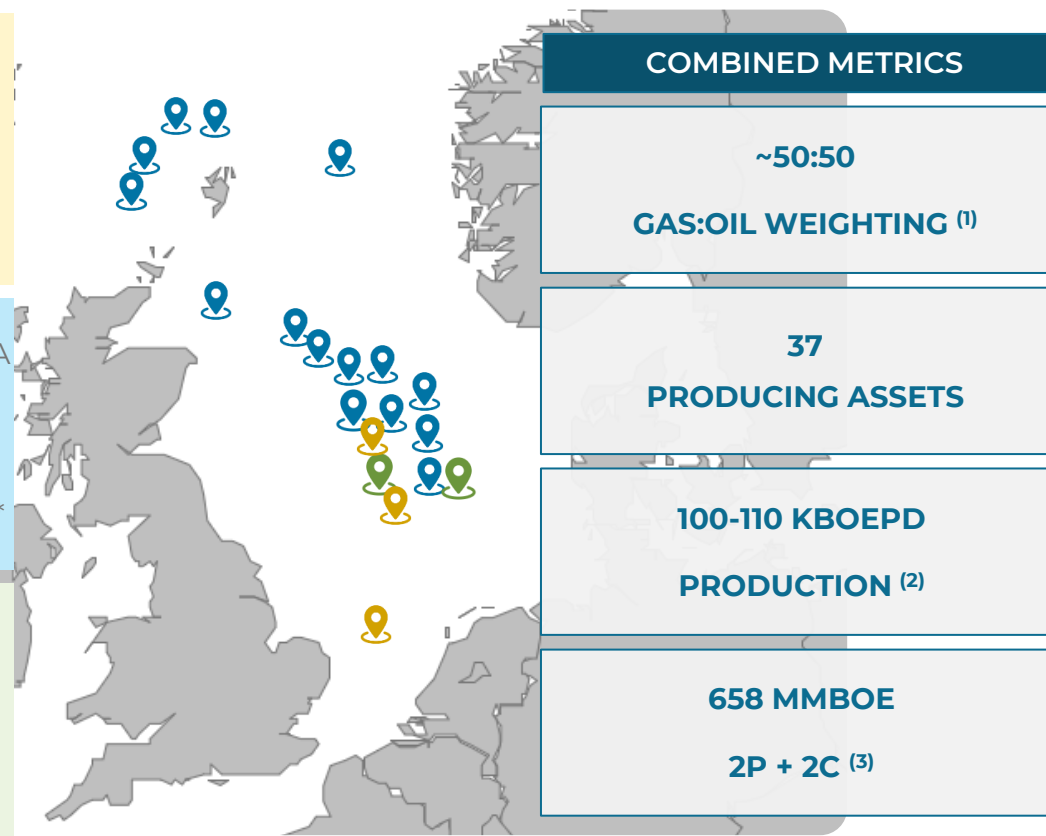 COMBINED METRICS
~50:50
GAS:OIL WEIGHTING (1)
37
PRODUCING ASSETS
A
100-110 KBOEPD
*
PRODUCTION (2)
658 MMBOE
2P + 2C (3)